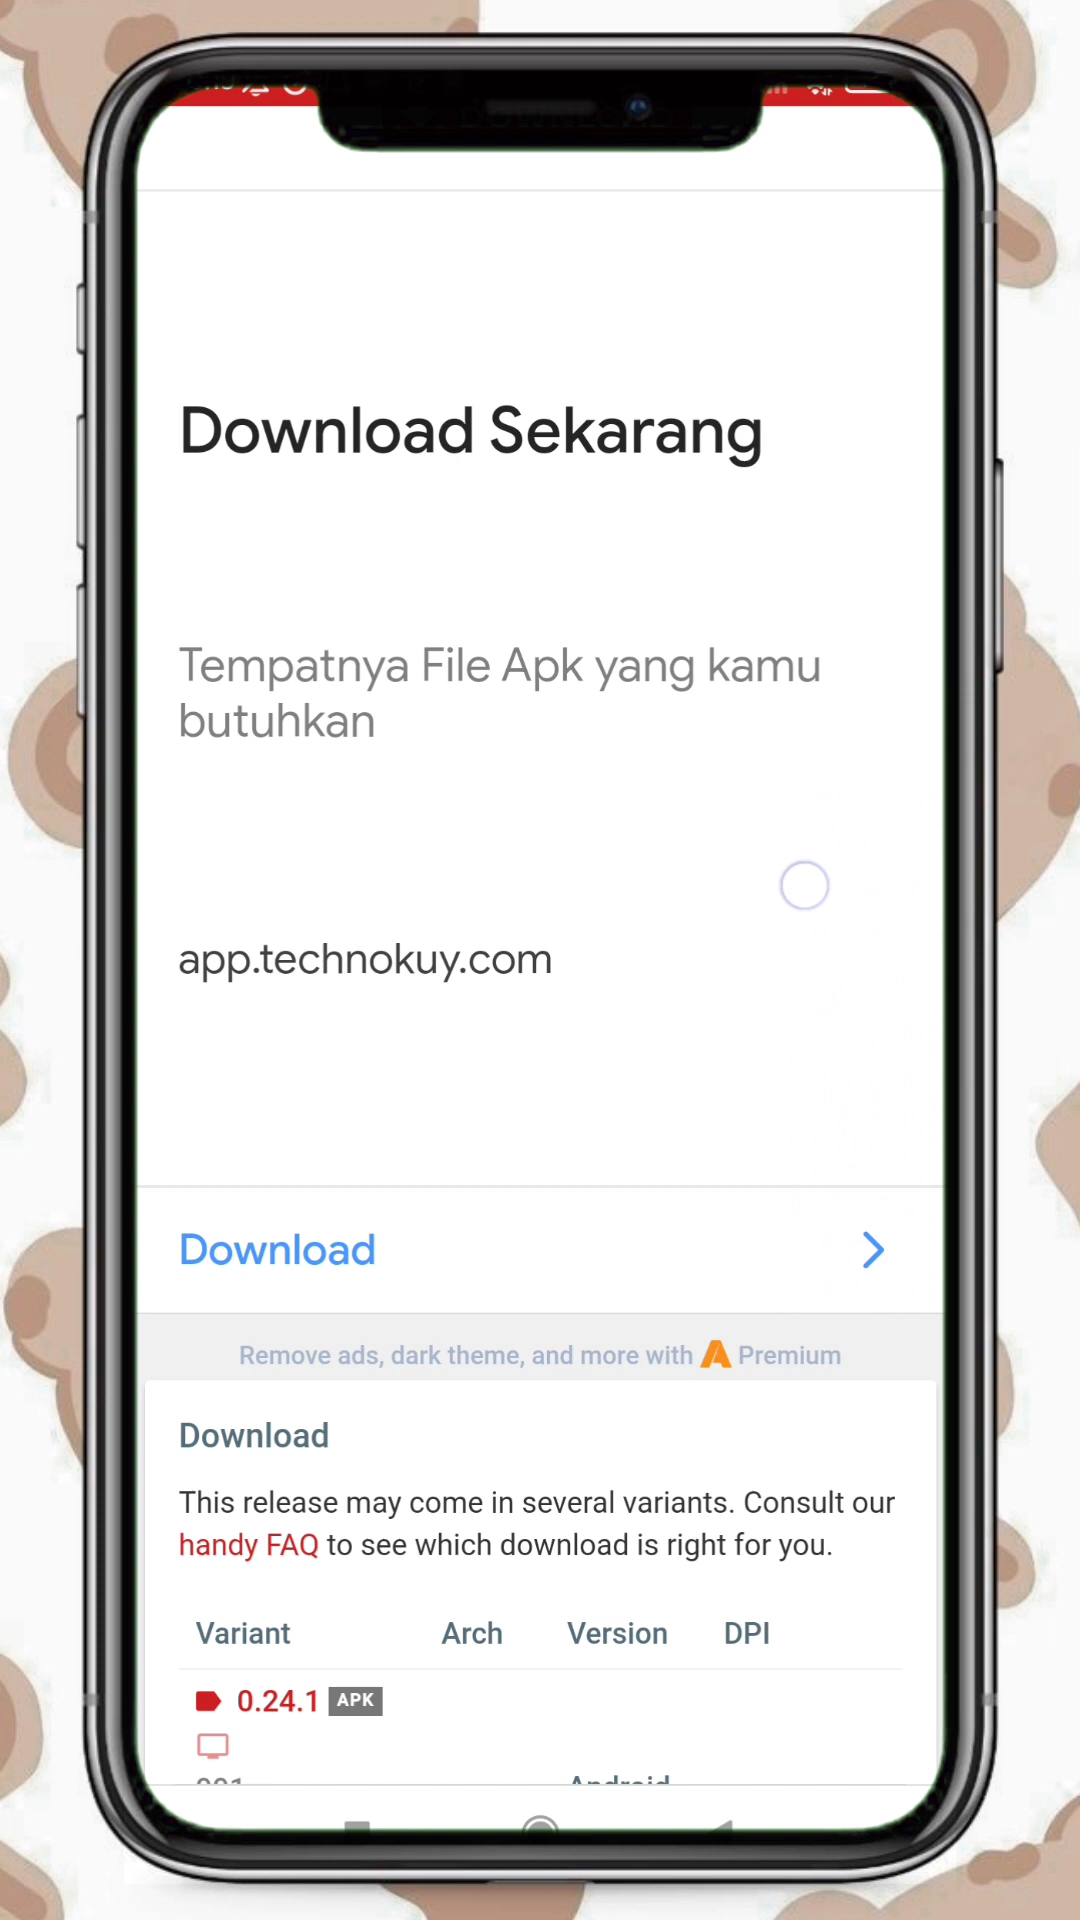 Download Sekarang
Tempatnya File Apk yang kamu
butuhkan
app.technokuy.com
Download
Remove ads, dark theme, and more with Premium
Download
This release may come in several variants. Consult our
handy FAQ to see which download is right for you.
Variant Arch Version DPI
0.24.1 APK
Android